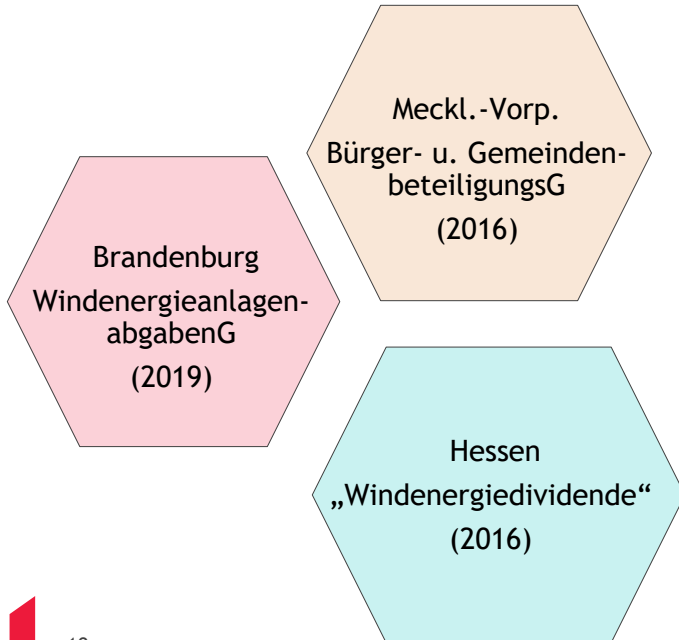 Meckl.-Vorp.
Bürger- u. Gemeinden-
beteiligungsG
(2016)
Brandenburg
Windenergieanlagen-
abgabenG
(2019)
Hessen
„Windenergiedividende“
(2016)